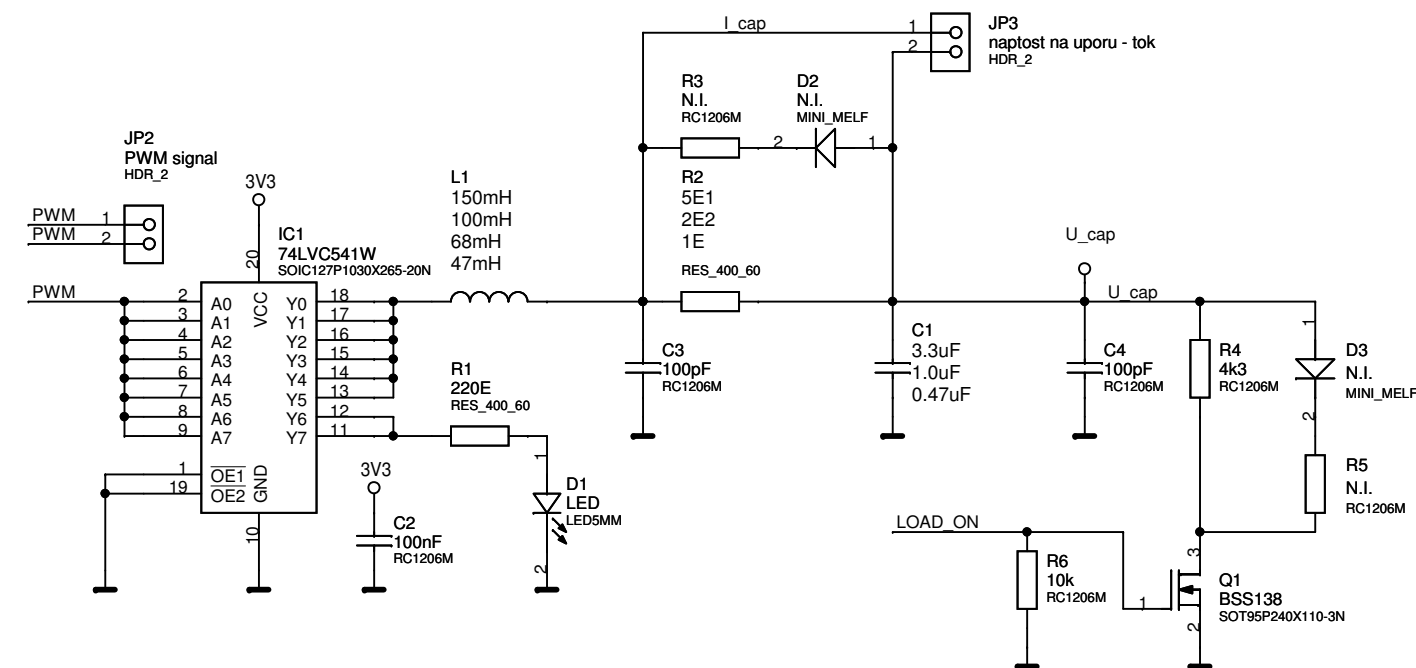 I_cap
1
2
JP3
naptost na uporu - tok
HDR_2
R3
N.I.
RC1206M
D2
N.I.
MINI_MELF
2
1
JP2
PWM signal
HDR_2
PWM 1
PWM 2
3V3
20
IC1
74LVC541W
SOIC127P1030X265-20N
L1
150mH
100mH
68mH
47mH
R2
5E1
2E2
1E
RES_400_60
U_cap
U_cap
PWM
2 A0 VCC Y0 18
3 A1 Y1 17
4 A2 Y2 16
5 A3 Y3 15
6 A4 Y4 14
7 A5 Y5 13
8 A6 Y6 12
9 A7 Y7 11
1 OE1
19 OE2
GND
10
R1
220E
RES_400_60
C3
100pF
RC1206M
C1
3.3uF
1.0uF
0.47uF
C4
100pF
RC1206M
R4
4k3
RC1206M
1
D3
N.I.
MINI_MELF
2
R5
N.I.
RC1206M
3V3
C2
100nF
RC1206M
1
D1
LED
LED5MM
2
LOAD_ON
R6
10k
RC1206M
1
3
Q1
BSS138
SOT95P240X110-3N
2